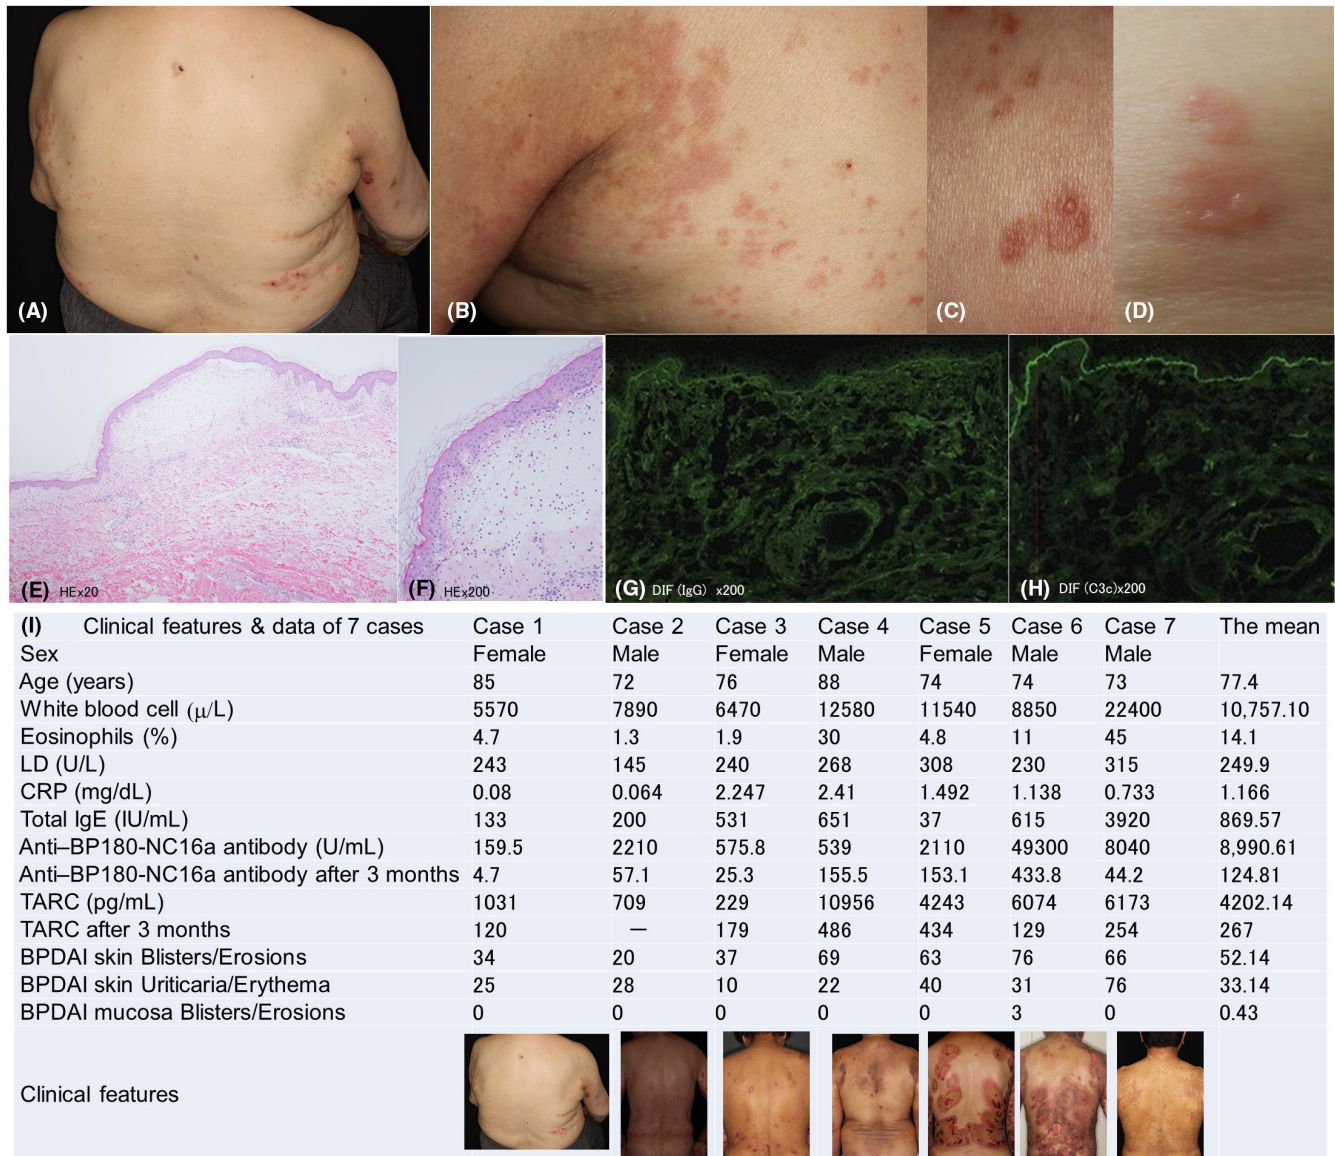 (A)
(B)
(C)
(D)
(E) HEx20
(F) HEx200
(G) DIF (IgG) x200
(H) DIF (C3c)x200
(I) Clinical features & data of 7 cases Case 1 Case 2 Case 3 Case 4 Case 5 Case 6 Case 7 The mean
Sex Female Male Female Male Female Male Male
Age (years) 85 72 76 88 74 74 73 77.4
White blood cell (μ/L) 5570 7890 6470 12580 11540 8850 22400 10,757.10
Eosinophils (%) 4.7 1.3 1.9 30 4.8 11 45 14.1
LD (U/L) 243 145 240 268 308 230 315 249.9
CRP (mg/dL) 0.08 0.064 2.247 2.41 1.492 1.138 0.733 1.166
Total IgE (IU/mL) 133 200 531 651 37 615 3920 869.57
Anti–BP180-NC16a antibody (U/mL) 159.5 2210 575.8 539 2110 49300 8040 8,990.61
Anti–BP180-NC16a antibody after 3 months 4.7 57.1 25.3 155.5 153.1 433.8 44.2 124.81
TARC (pg/mL) 1031 709 229 10956 4243 6074 6173 4202.14
TARC after 3 months 120 — 179 486 434 129 254 267
BPDAI skin Blisters/Erosions 34 20 37 69 63 76 66 52.14
BPDAI skin Uriticaria/Erythema 25 28 10 22 40 31 76 33.14
BPDAI mucosa Blisters/Erosions 0 0 0 0 0 3 0 0.43
Clinical features